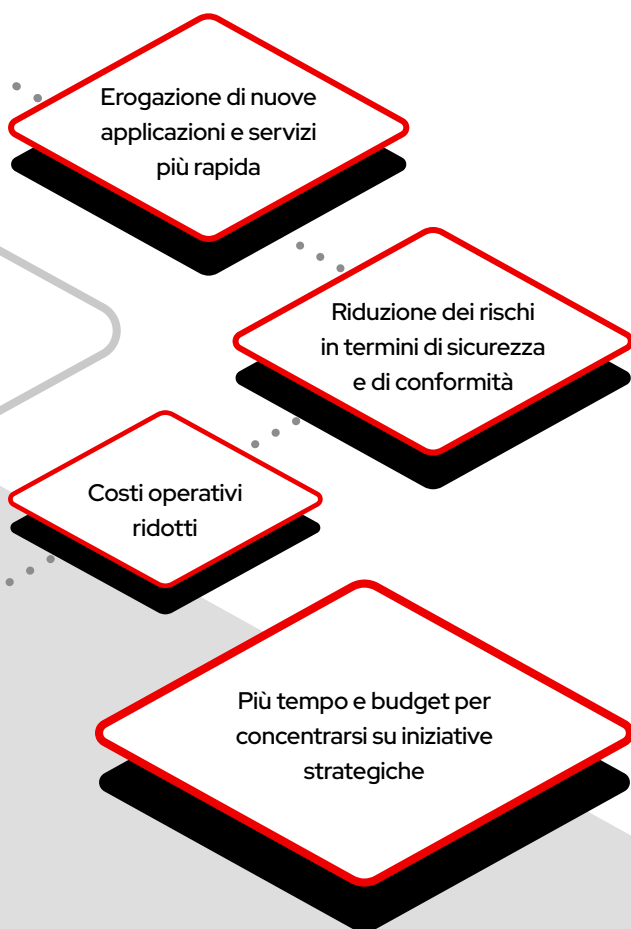 Erogazione di nuove
applicazioni e servizi
più rapida
Riduzione dei rischi
in termini di sicurezza
e di conformità
Costi operativi
ridotti
Più tempo e budget per
concentrarsi su iniziative
strategiche